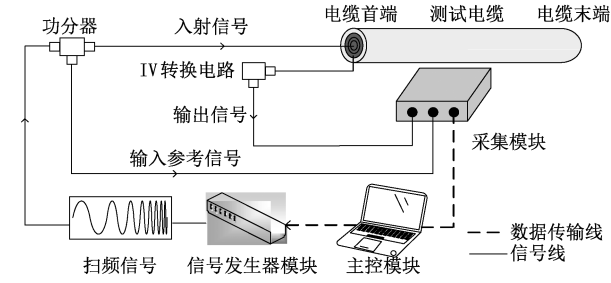 功分器
入射信号
电缆首端
测试电缆
电缆末端
IV转换电路
输出信号
采集模块
输入参考信号
数据传输线
信号线
扫频信号
信号发生器模块
主控模块